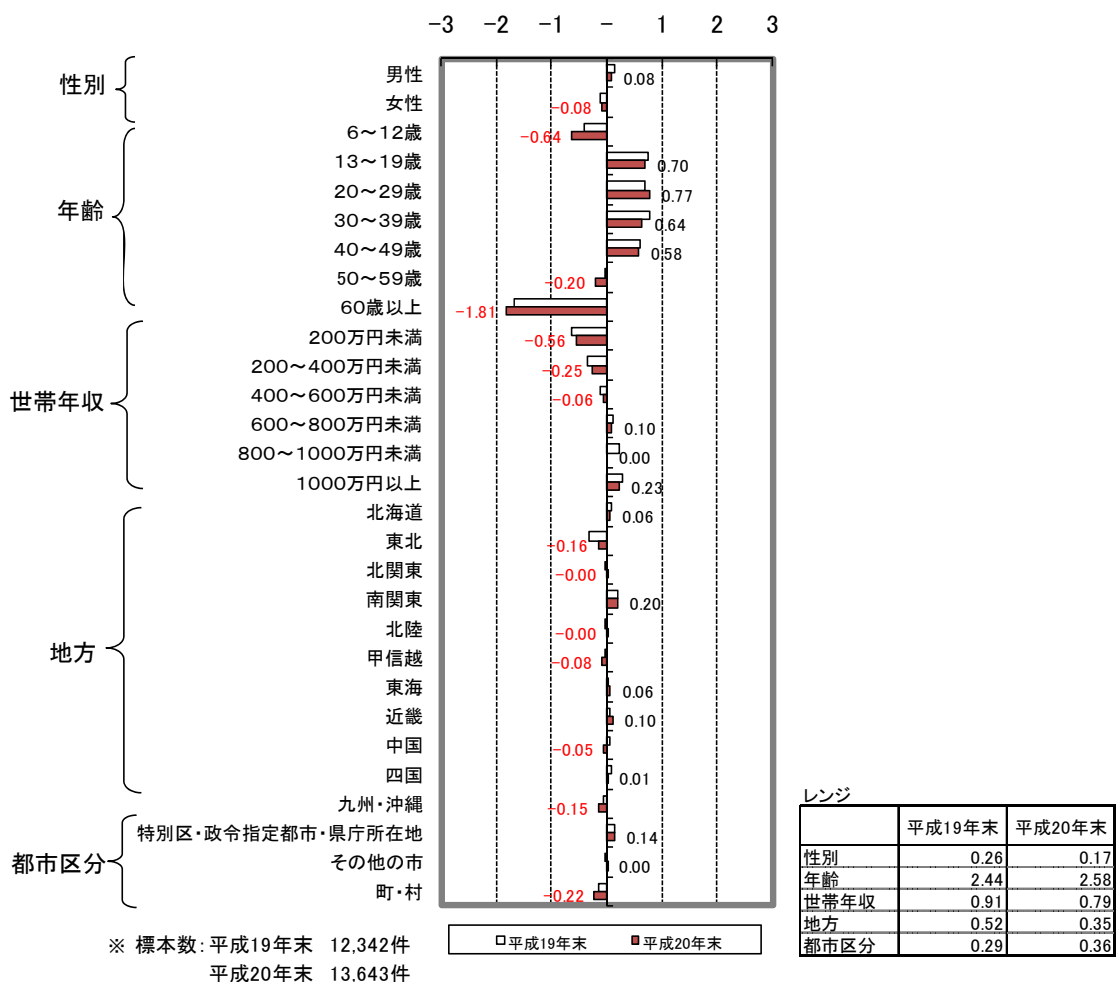 −3 −2 −1 − 1 2 3
性別
男性 0.08
女性 −0.08
年齢
6～12歳 −0.64
13～19歳 0.70
20～29歳 0.77
30～39歳 0.64
40～49歳 0.58
50～59歳 −0.20
60歳以上 −1.81
世帯年収
200万円未満 −0.56
200～400万円未満 −0.25
400～600万円未満 −0.06
600～800万円未満 0.10
800～1000万円未満 0.00
1000万円以上 0.23
地方
北海道 0.06
東北 −0.16
北関東 −0.00
南関東 0.20
北陸 −0.00
甲信越 −0.08
東海 0.06
近畿 0.10
中国 −0.05
四国 0.01
九州・沖縄 −0.15
都市区分
特別区・政令指定都市・県庁所在地 0.14
その他の市 0.00
町・村 −0.22
※ 標本数：平成19年末 12,342件
平成20年末 13,643件
平成19年末 平成20年末
レンジ
平成19年末 平成20年末
性別 0.26 0.17
年齢 2.44 2.58
世帯年収 0.91 0.79
地方 0.52 0.35
都市区分 0.29 0.36